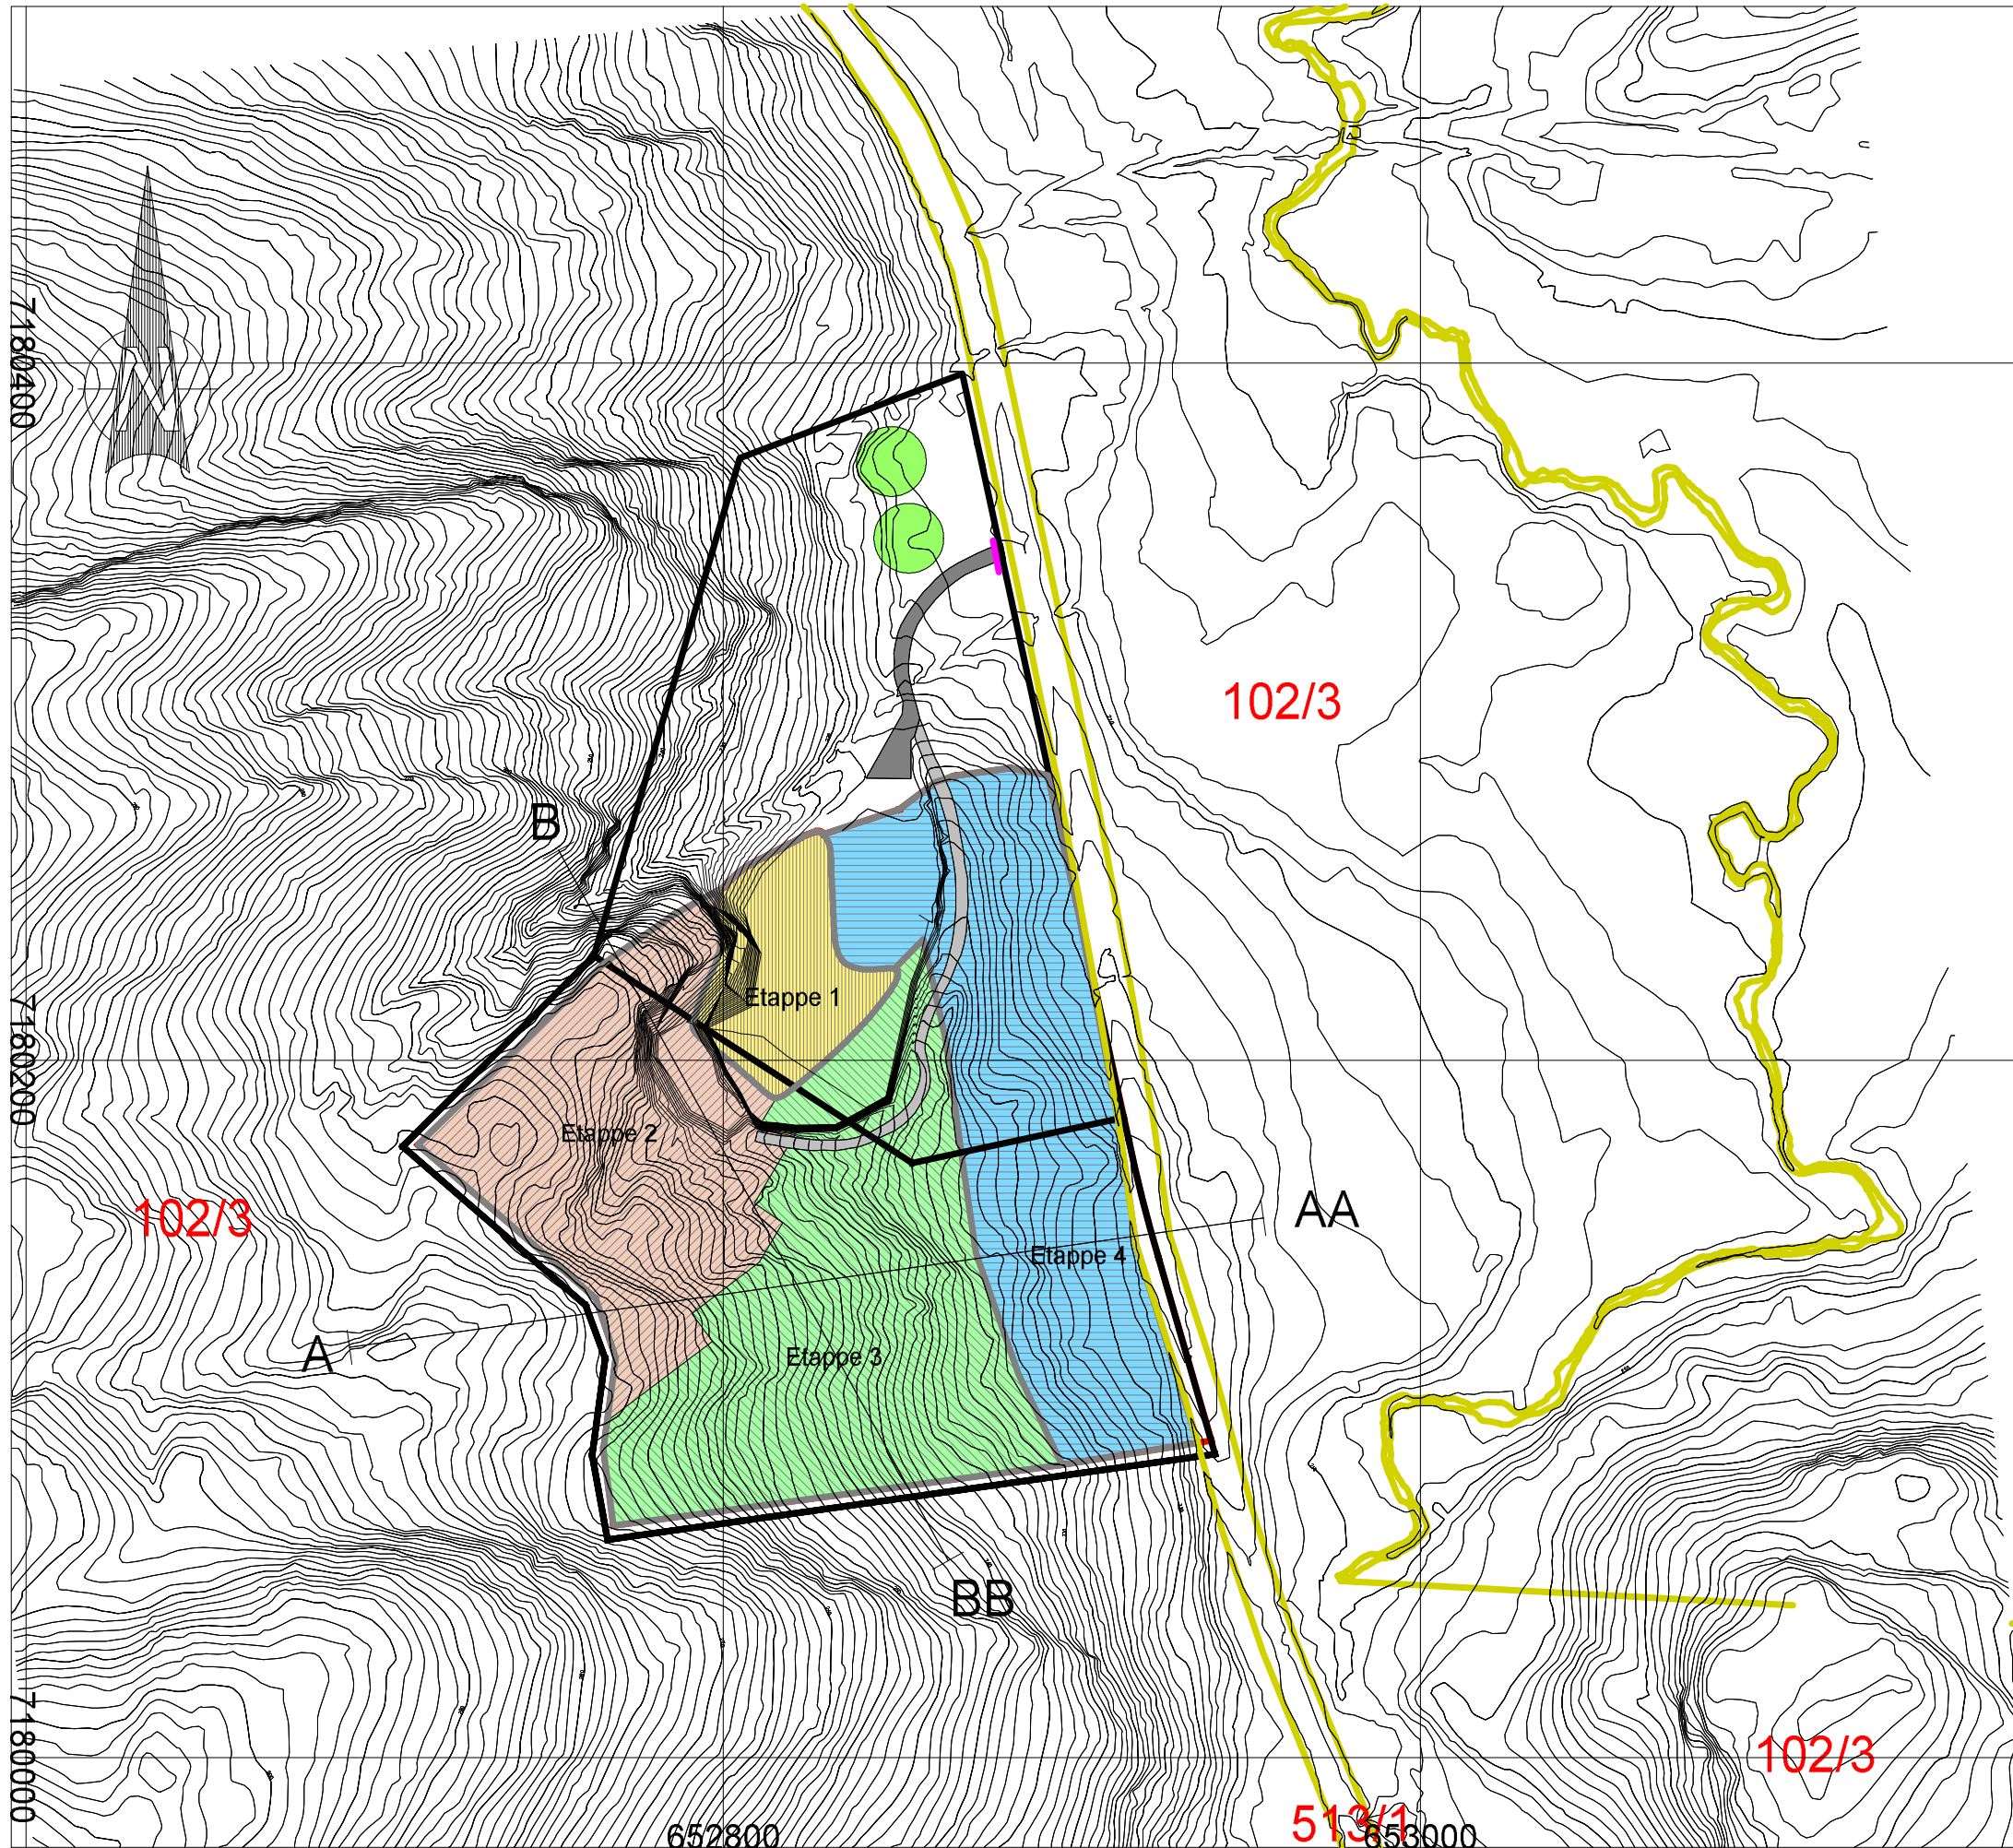 7180400
N
102/3
B
Etappe 1
7180200
Etappe 2
102/3
AA
Etappe 4
A
Etappe 3
BB
7180000
102/3
513/1
652800
653000